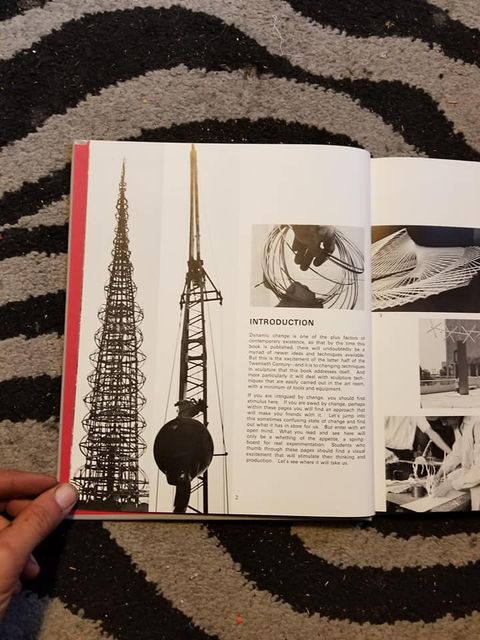 INTRODUCTION
Dynamic change is one of the plus factors of
contemporary existence, so that by the time this
book is published, there will undoubtedly be a
myriad of newer ideas and techniques available.
But this is the excitement of the latter half of the
Twentieth Century—and it is to changing techniques
in sculpture that this book addresses itself. And
more particularly it will deal with sculpture tech-
niques that are easily carried out in the art room,
with a minimum of tools and equipment.
If you are intrigued by change, you should find
stimulus here. If you are awed by change, perhaps
within these pages you will find an approach that
will make you friends with it. Let's jump into
this sometimes confusing state of change and find
out what it has in store for us. But enter with an
open mind. What you read and see here will
only be a whetting of the appetite, a spring-
board for real experimentation. Students who
thumb through these pages should find a visual
excitement that will stimulate their thinking and
production. Let's see where it will take us.
2
3